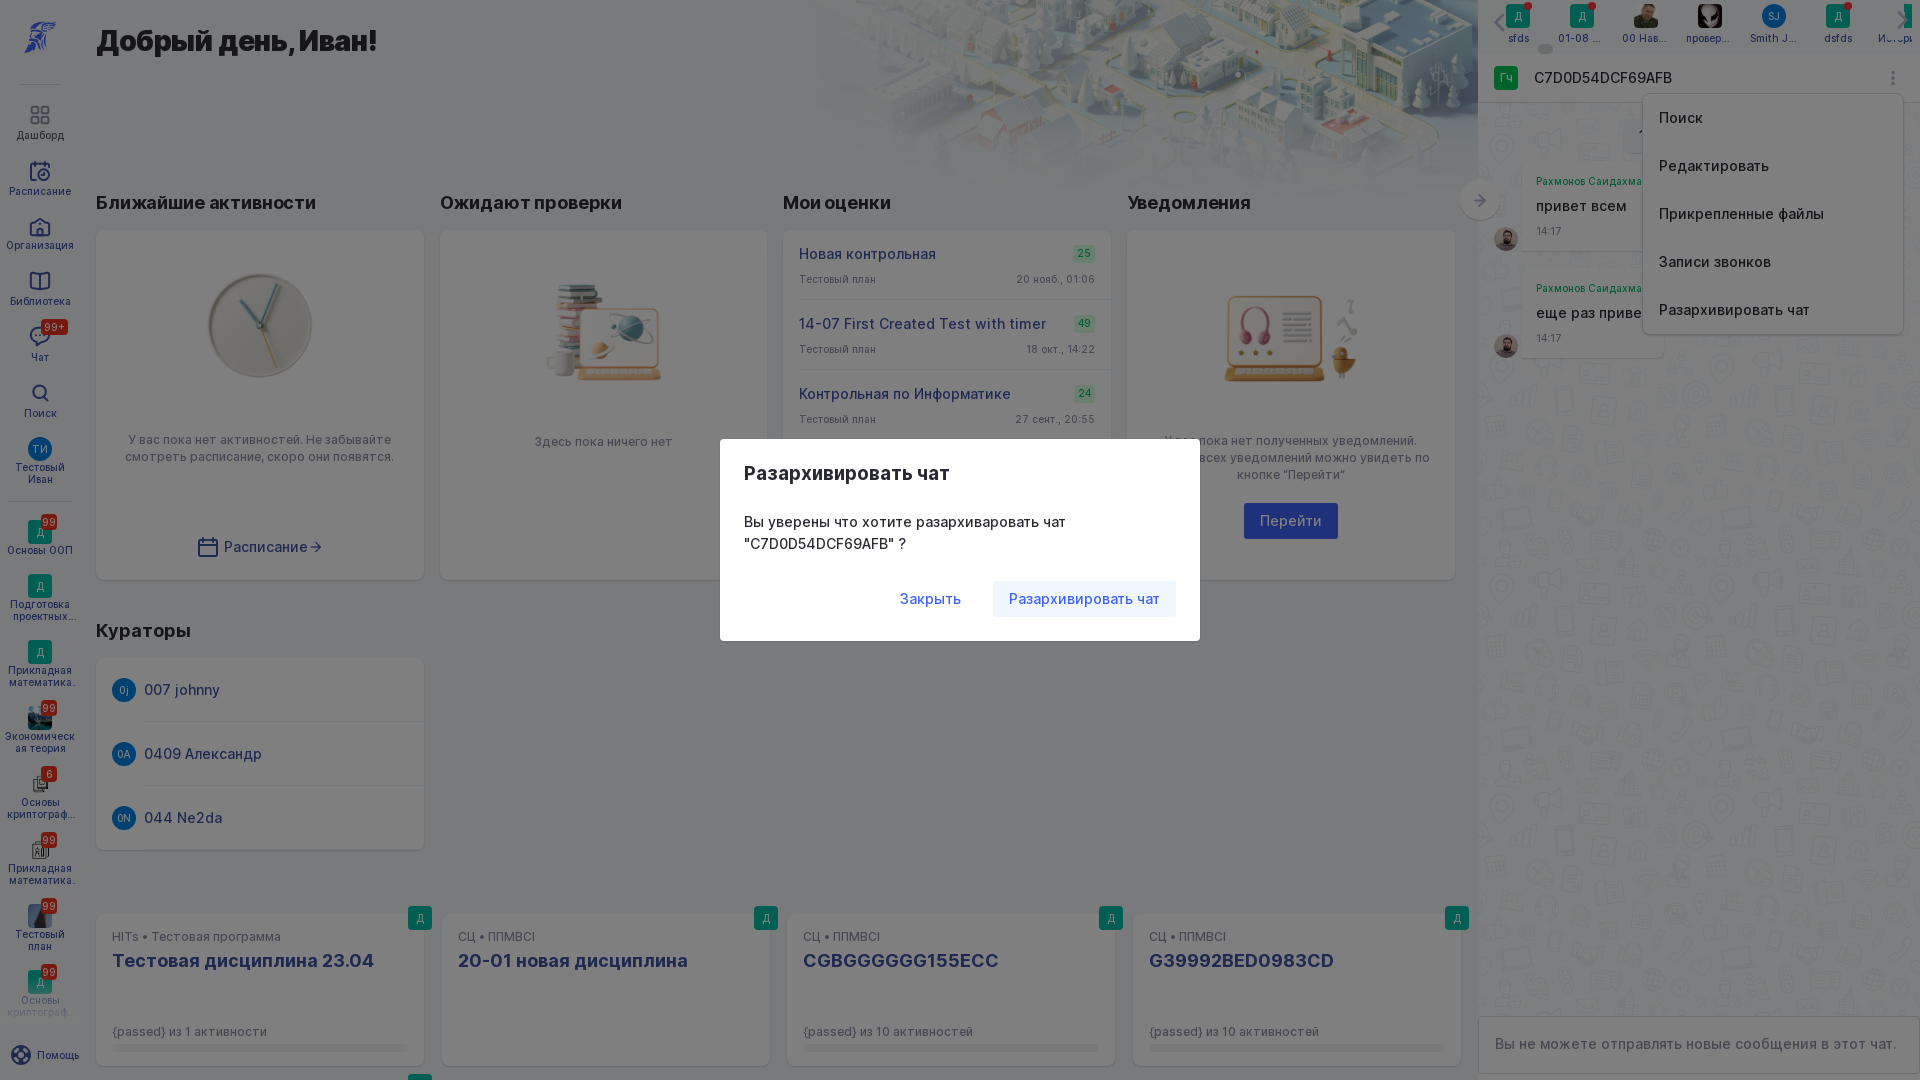 Добрый день, Иван!
Дашборд
Расписание
Организация
Библиотека
99+
Чат
Поиск
ТИ
Тестовый
Иван
99
Д
Основы ООП
Д
Подготовка
проектных...
Д
Прикладная
математика.
99
Экономическ
ая теория
6
Основы
криптограф...
99
Прикладная
математика.
99
Тестовый
план
99
Д
Основы
криптограф..
Помощь
Ближайшие активности
У вас пока нет активностей. Не забывайте
смотреть расписание, скоро они появятся.
Расписание
Ожидают проверки
Здесь пока ничего нет
Мои оценки
Новая контрольная
25
Тестовый план
20 нояб., 01:06
14-07 First Created Test with timer
49
Тестовый план
18 окт., 14:22
Контрольная по Информатике
24
Тестовый план
27 сент., 20:55
Уведомления
пока нет полученных уведомлений.
всех уведомлений можно увидеть по
кнопке “Перейти“
Перейти
Разархивировать чат
Вы уверены что хотите разархиваровать чат
"C7D0D54DCF69AFB" ?
Закрыть
Разархивировать чат
Кураторы
0j
007 johnny
0А
0409 Александр
0N
044 Ne2da
Д
HITs • Тестовая программа
Тестовая дисциплина 23.04
{passed} из 1 активности
Д
СЦ • ППМВСІ
20-01 новая дисциплина
Д
СЦ • ППМВСІ
CGBGGGGGG155ECC
{passed} из 10 активностей
Д
СЦ • ППМВСІ
G39992BED0983CD
{passed} из 10 активностей
Д
sfds
Д
01-08 ...
00 Нав...
провер...
SJ
Smith J...
Д
dsfds
Гч
C7D0D54DCF69AFB
Поиск
Редактировать
Прикрепленные файлы
Записи звонков
Разархивировать чат
Рахмонов Саидахма
привет всем
14:17
Рахмонов Саидахма
еще раз приве
14:17
Вы не можете отправлять новые сообщения в этот чат.